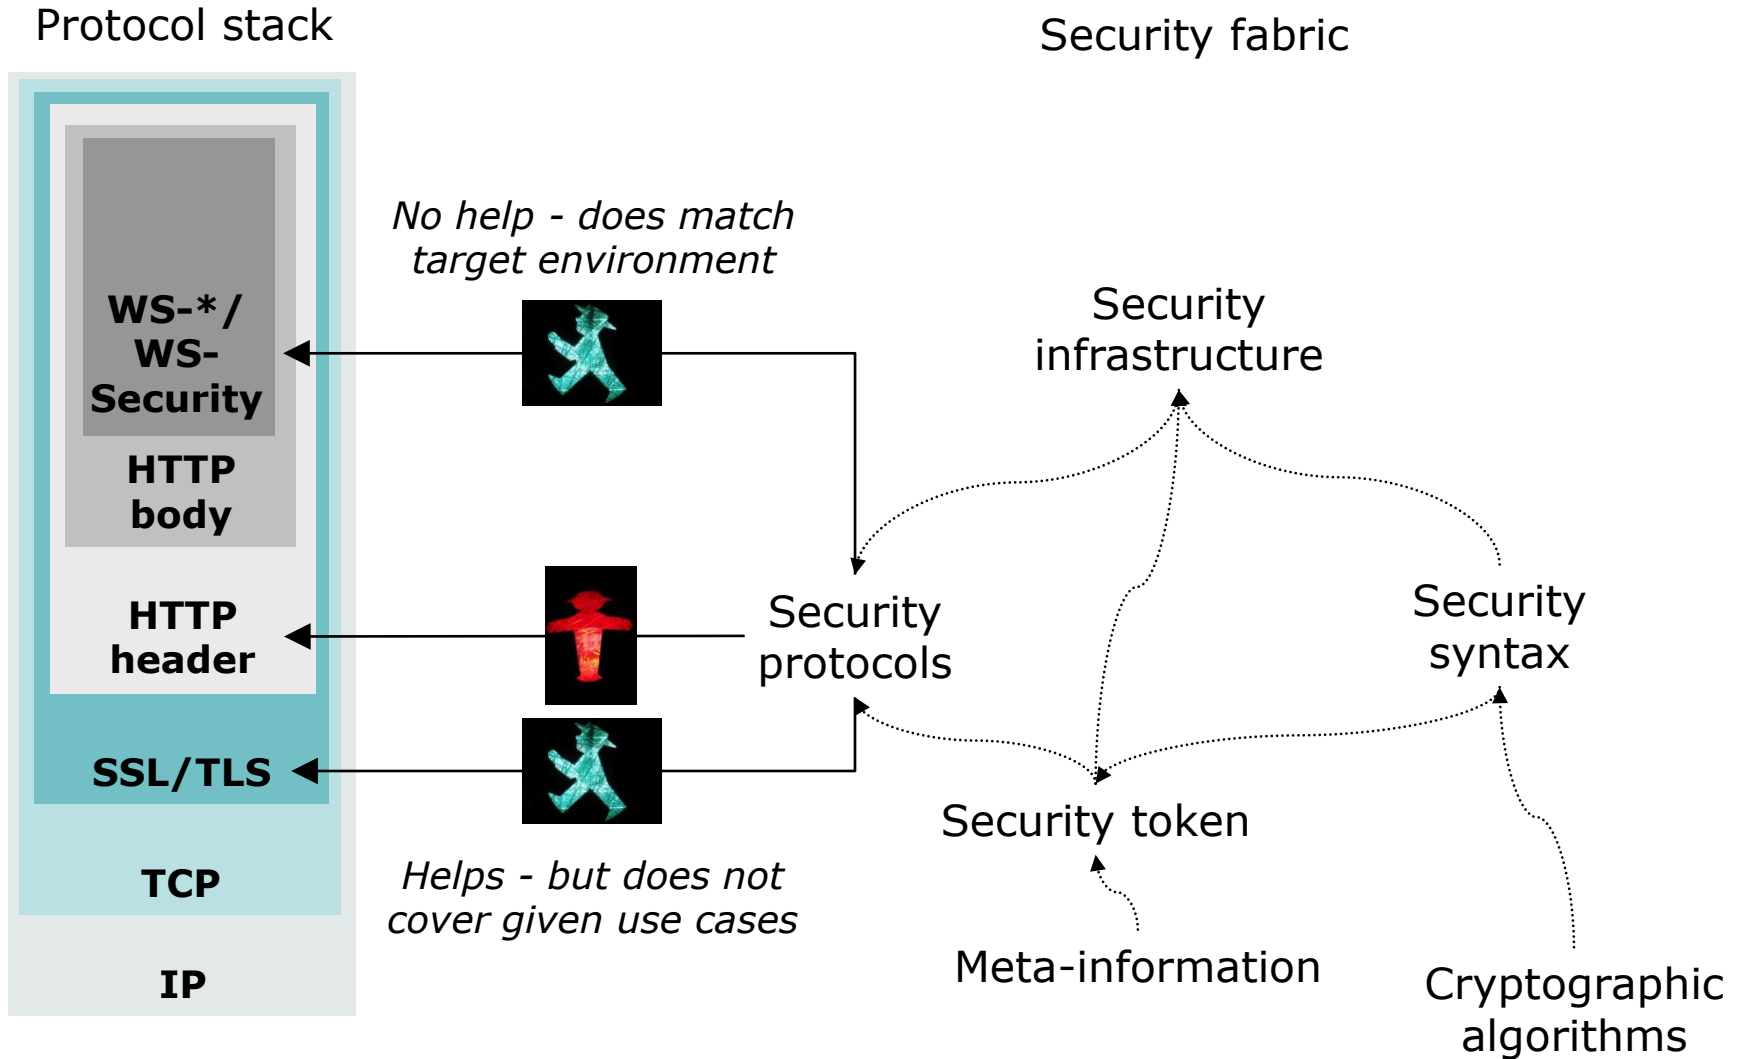 Protocol stack
Security fabric
No help - does match
target environment
WS-*/
WS-
Security
HTTP
body
HTTP
header
SSL/TLS
TCP
IP
Helps - but does not
cover given use cases
Security
infrastructure
Security
protocols
Security
syntax
Security token
Meta-information
Cryptographic
algorithms